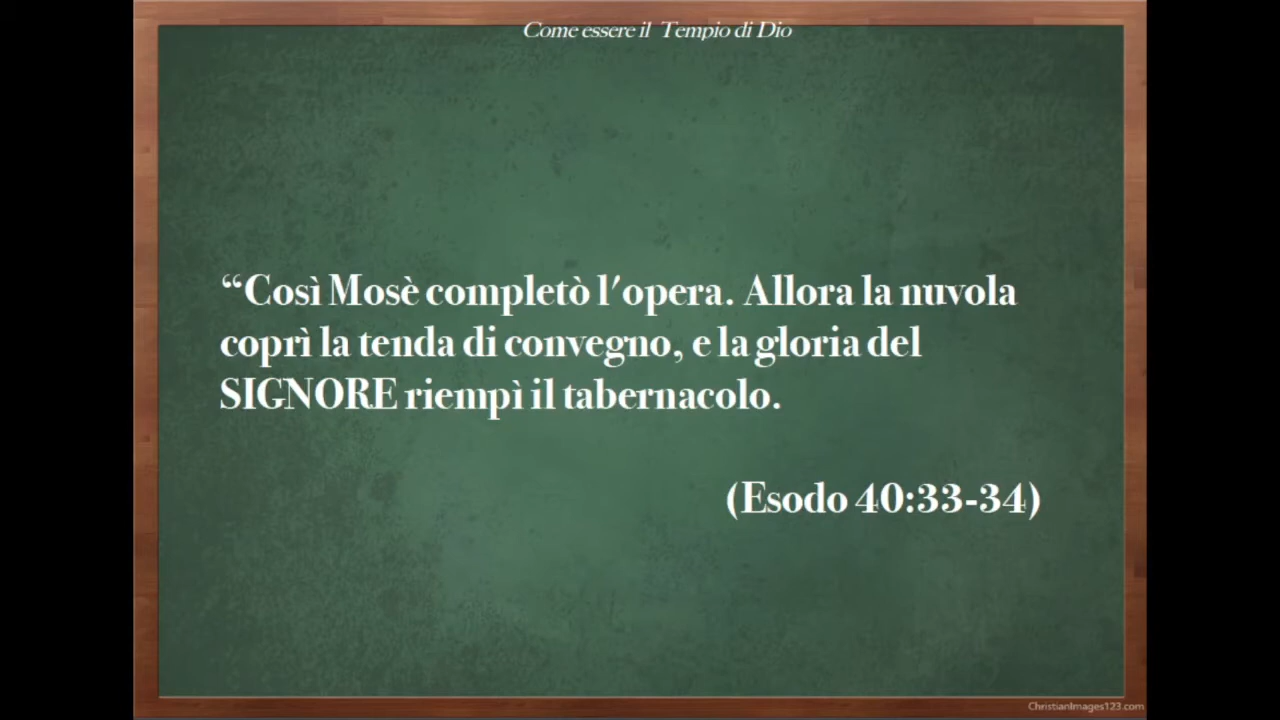 Come essere il Tempio di Dio
“Così Mosè completò l'opera. Allora la nuvola
coprì la tenda di convegno, e la gloria del
SIGNORE riempì il tabernacolo.
(Esodo 40:33-34)
ChristianImages123.com